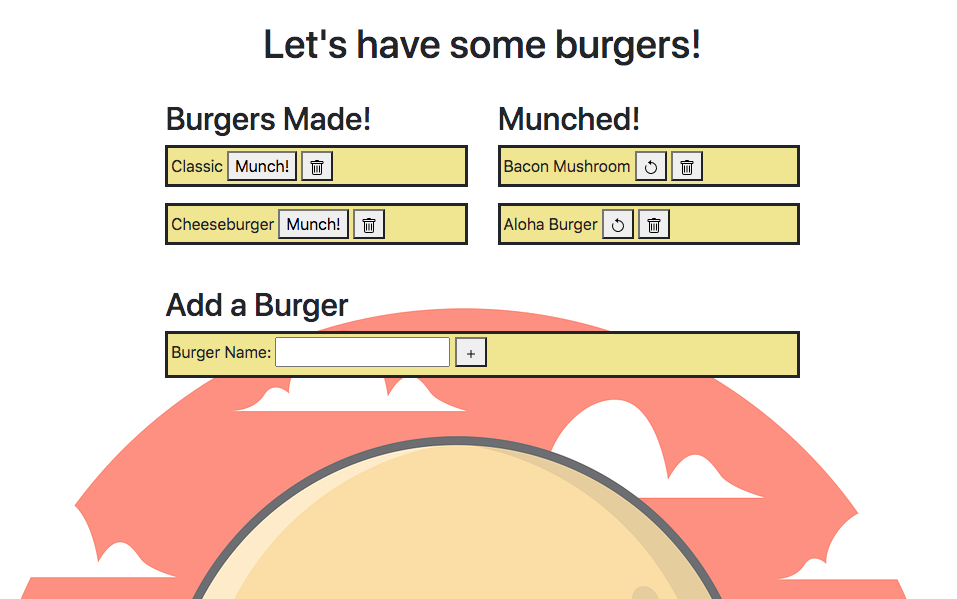 Let's have some burgers!
Burgers Made!
Classic Munch!
Cheeseburger Munch!
Munched!
Bacon Mushroom
Aloha Burger
Add a Burger
Burger Name: +